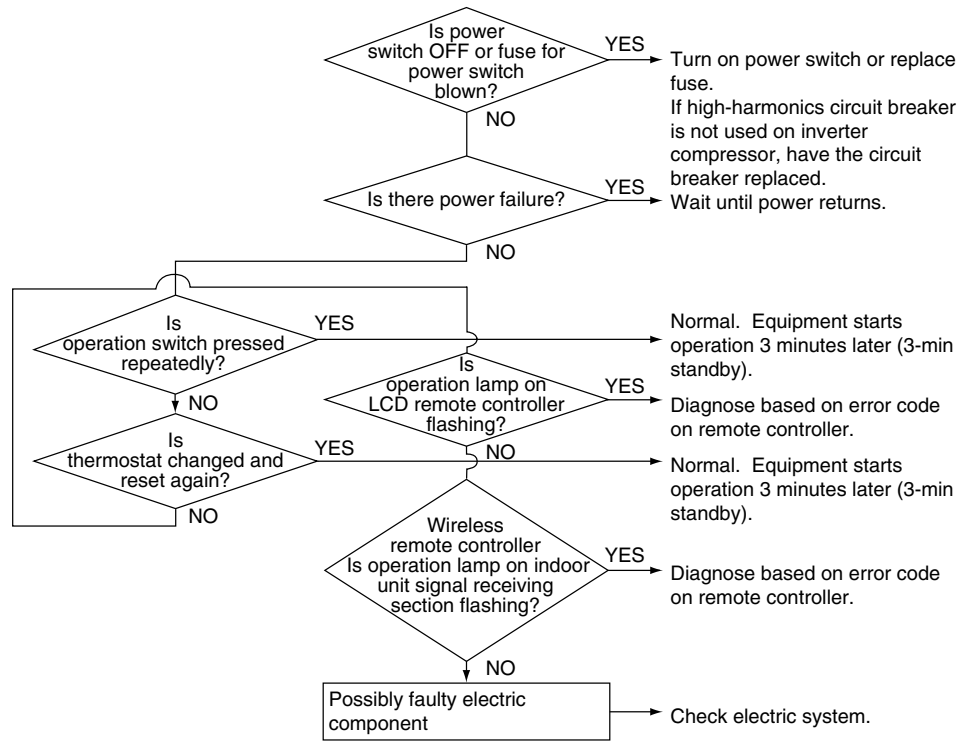 Is power
switch OFF or fuse for
power switch
blown?
YES
Turn on power switch or replace
fuse.
If high-harmonics circuit breaker
is not used on inverter
compressor, have the circuit
breaker replaced.
NO
Is there power failure?
YES
Wait until power returns.
NO
Is
operation switch pressed
repeatedly?
YES
Normal.  Equipment starts
operation 3 minutes later (3-min
standby).
NO
Is
operation lamp on
LCD remote controller
flashing?
YES
Diagnose based on error code
on remote controller.
NO
Is
thermostat changed and
reset again?
YES
Normal.  Equipment starts
operation 3 minutes later (3-min
standby).
NO
Wireless
remote controller
Is operation lamp on indoor
unit signal receiving
section flashing?
YES
Diagnose based on error code
on remote controller.
NO
Possibly faulty electric
component
Check electric system.